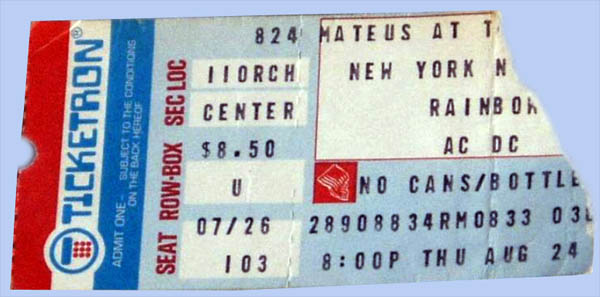 TICKETRON®
ADMIT ONE— SUBJECT TO THE CONDITIONS
ON THE BACK HEREOF
SEAT ROW-BOX SEC LOC
824
11ORCH
CENTER
$8.50
U
07/26
103
MATEUS AT
NEW YORK
RAINBOW
AC DC
NO CANS/BOTTLE
28908834RM0833
8:00P THU AUG 24